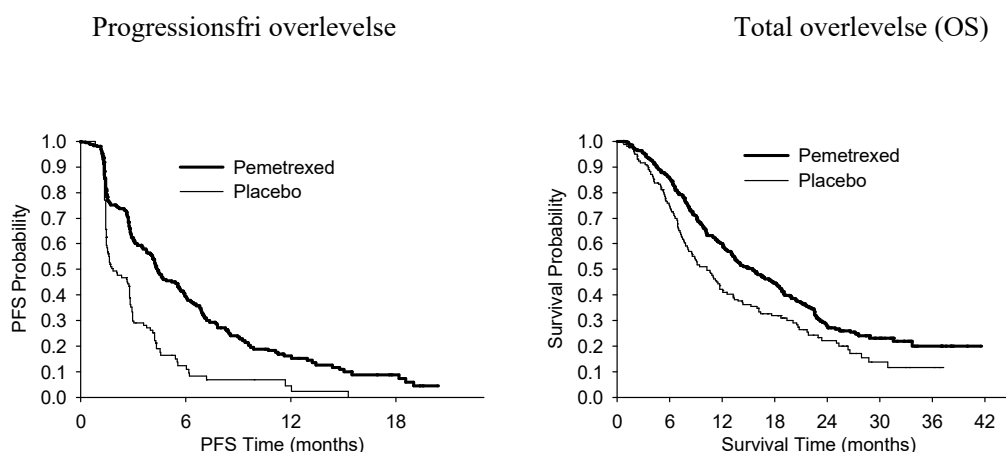 Progressionsfri overlevelse
Total overlevelse (OS)
1.0
0.9
0.8
0.7
0.6
0.5
0.4
0.3
0.2
0.1
0.0
PFS Probability
Pemetrexed
Placebo
0 6 12 18
PFS Time (months)
1.0
0.9
0.8
0.7
0.6
0.5
0.4
0.3
0.2
0.1
0.0
Survival Probability
Pemetrexed
Placebo
0 6 12 18 24 30 36 42
Survival Time (months)